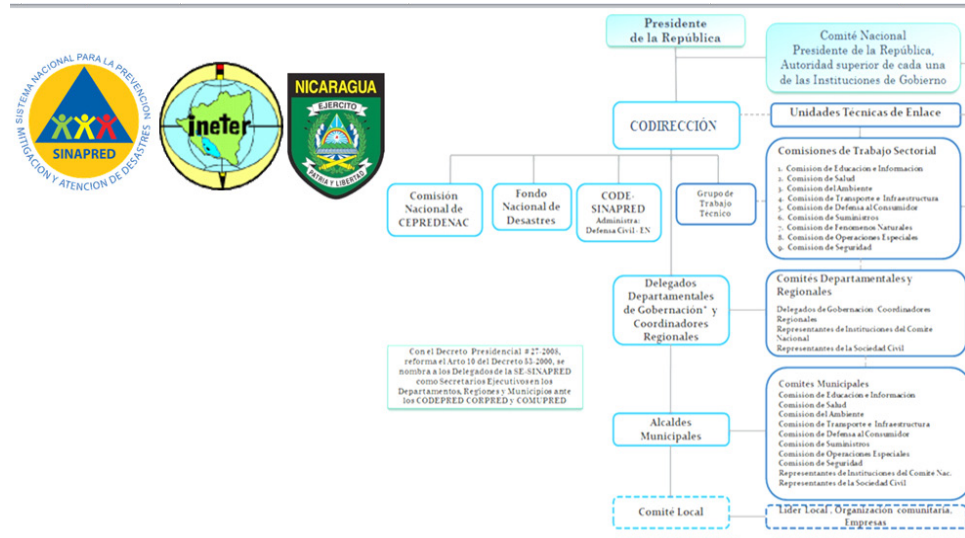 SISTEMA NACIONAL PARA LA PREVENCION
MITIGACION Y ATENCION DE DESASTRES
SINAPRED
ineter
NICARAGUA
EJERCITO
PATRIA Y LIBERTAD
Presidente
de la República
Comité Nacional
Presidente de la República,
Autoridad superior de cada una
de las Instituciones de Gobierno
CODIRECCIÓN
Unidades Técnicas de Enlace
Comisiones de Trabajo Sectorial
1. Comision de Educacion e Informacion
2. Comision de Salud
3. Comision del Ambiente
4. Comision de Transporte e Infraestructura
5. Comision de Defensa al Consumidor
6. Comision de Suministros
7. Comision de Fenomenos Naturales
8. Comision de Operaciones Especiales
9. Comision de Seguridad
Comisión
Nacional de
CEPREDENAC
Fondo
Nacional de
Desastres
CODE-
SINAPRED
Administra:
Defensa Civil - EN
Grupo de
Trabajo
Tecnico
Delegados
Departamentales
de Gobernación" y
Coordinadores
Regionales
Comités Departamentales y
Regionales
Delegados de Gobernacion Coordinadores
Regionales
Representantes de Instituciones del Comite
Nacional
Representantes de la Sociedad Civil
Con el Decreto Presidencial # 27-2008,
reforma el Arto 10 del Decreto 53-2000, se
nombra a los Delegados de la SE-SINAPRED
como Secretarios Ejecutivos en los
Departamentos, Regiones y Municipios ante
los CODEPRED CORPRED y COMUPRED
Alcaldes
Municipales
Comites Municipales
Comision de Educacion e Informacion
Comision de Salud
Comision del Ambiente
Comision de Transporte e Infraestructura
Comision de Defensa al Consumidor
Comision de Suministros
Comision de Operaciones Especiales
Comision de Seguridad
Representantes de Instituciones del Comite Nac.
Representantes de la Sociedad Civil
Comité Local
Lider Local , Organización comunitaria,
Empresas